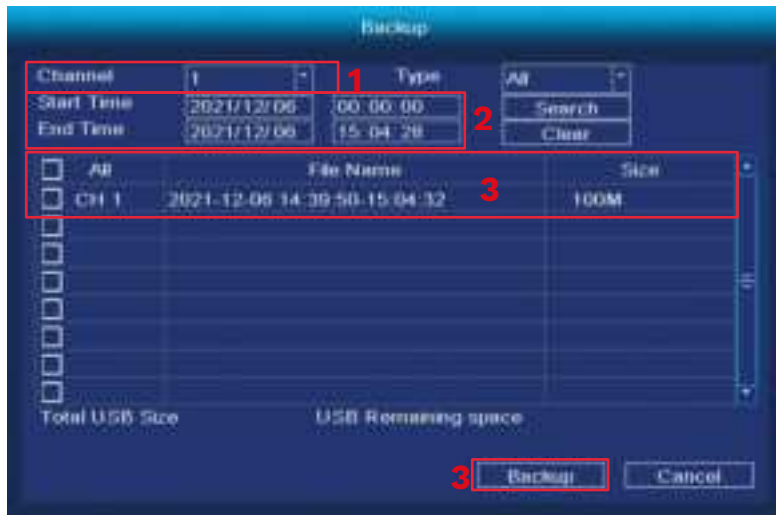 Backup
Channel 1 1 Type All
Start Time 2021/12/06 00:00:00 2 Search
End Time 2021/12/06 15:04:28 Clear
All File Name Size
CH 1 2021-12-06 14:39:50-15:04:32 3 100M
Total USB Size USB Remaining space
3 Backup Cancel